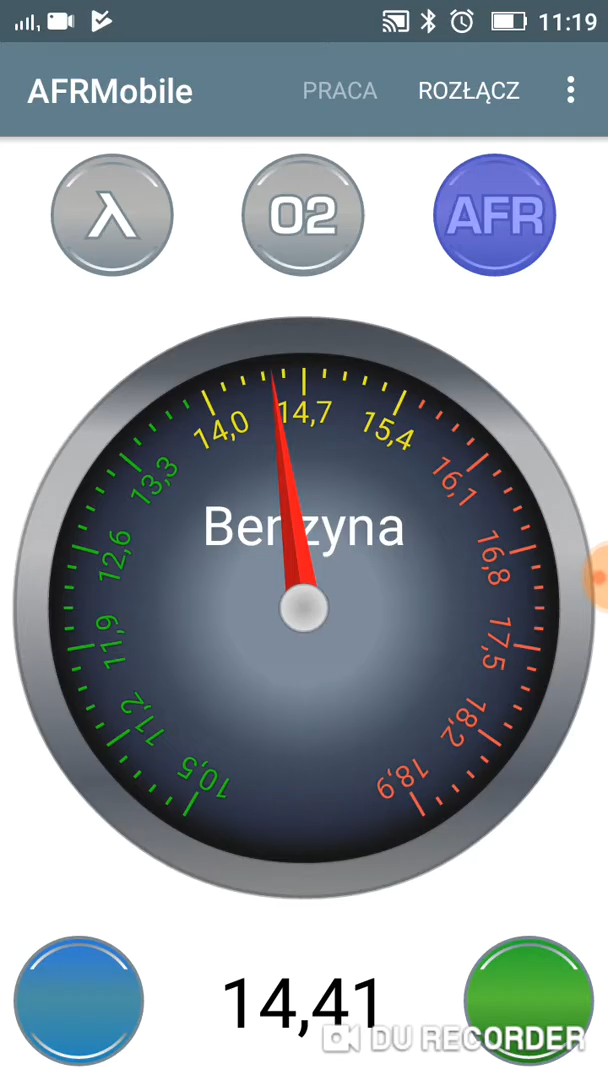 11:19
AFRMobile PRACA ROZŁĄCZ
λ O2 AFR
14,0 14,7 15,4
13,3 16,1
Benzyna
12,6 16,8
11,9 17,5
11,2 18,2
10,5 18,9
14,41
DU RECORDER